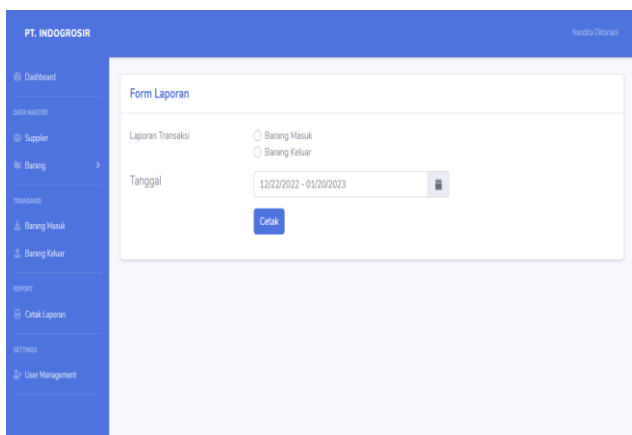 PT. INDOGROSIR
Nandita Oktariani
Dashboard
DATA MASTER
Supplier
Barang
TRANSAKSI
Barang Masuk
Barang Keluar
REPORT
Cetak Laporan
SETTINGS
User Management
Form Laporan
Laporan Transaksi
Barang Masuk
Barang Keluar
Tanggal
12/22/2022 - 01/20/2023
Cetak